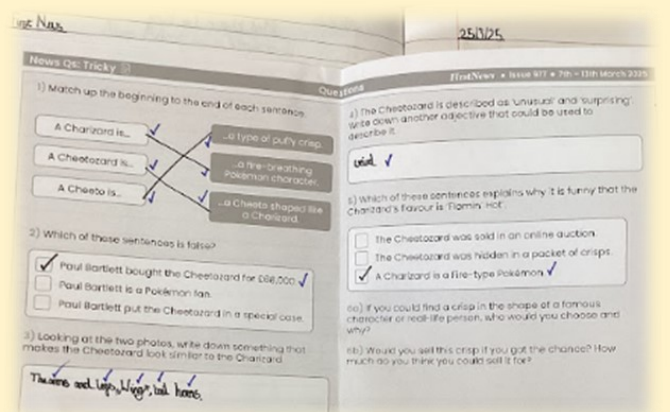 First News
25/3/25
News Qs: Tricky
Questions
FirstNews • Issue 977 • 7th – 13th March 2025
1) Match up the beginning to the end of each sentence.
A Charizard is...
...a type of puffy crisp.
A Cheetozard is...
...a fire-breathing
Pokémon character.
A Cheeto is...
...a Cheeto shaped like
a Charizard.
2) Which of these sentences is false?
Paul Bartlett bought the Cheetozard for
Paul Bartlett is a Pokémon fan.
Paul Bartlett put the Cheetozard in a special case.
3) Looking at the two photos, write down something that
makes the Cheetozard look similar to the Charizard.
The arms and legs, Wings, tail horns.
4) The Cheetozard is described as 'unusual' and 'surprising'.
Write down another adjective that could be used to
describe it.
weird
5) Which of these sentences explains why it is funny that the
Charizard's flavour is 'Flamin' Hot'.
The Cheetozard was sold in an online auction.
The Cheetozard was hidden in a packet of crisps.
A Charizard is a fire-type Pokémon
6a) If you could find a crisp in the shape of a famous
character or real-life person, who would you choose and
why?
6b) Would you sell this crisp if you got the chance? How
much do you think you could sell it for?